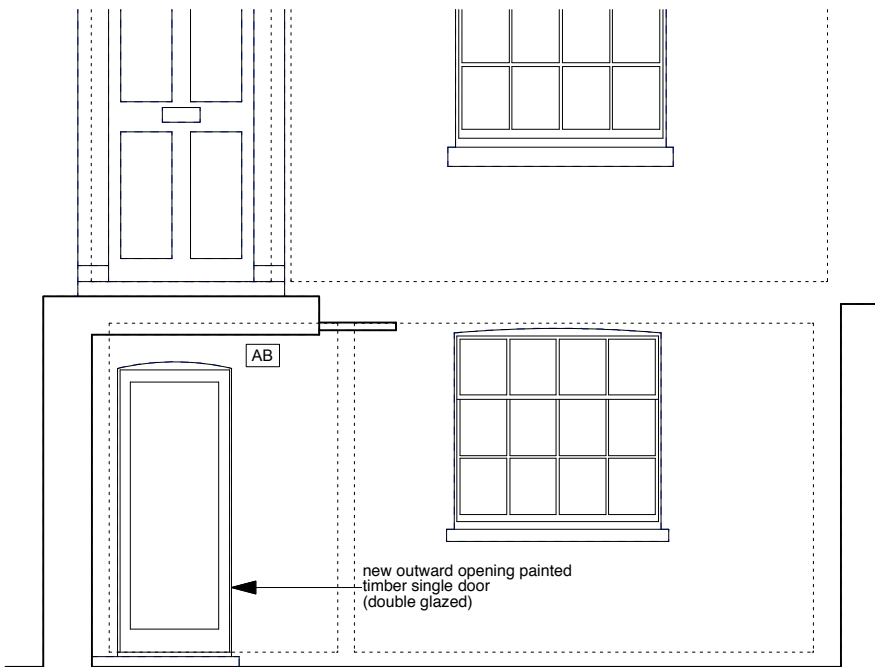 AB
new outward opening painted
timber single door
(double glazed)